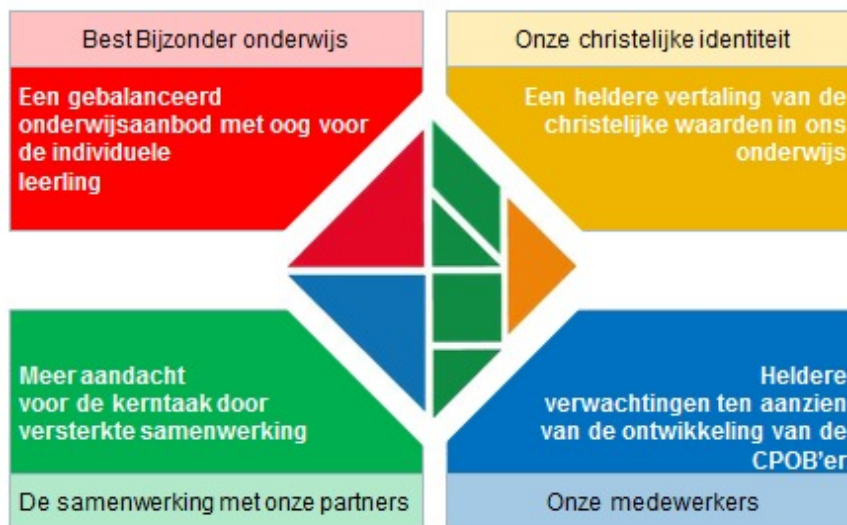 Best Bijzonder onderwijs
Een gebalanceerd
onderwijsaanbod met oog voor
de individuele
leerling
Onze christelijke identiteit
Een heldere vertaling van de
christelijke waarden in ons
onderwijs
Meer aandacht
voor de kerntaak door
versterkte samenwerking
De samenwerking met onze partners
Heldere
verwachtingen ten aanzien
van de ontwikkeling van de
CPOB'er
Onze medewerkers